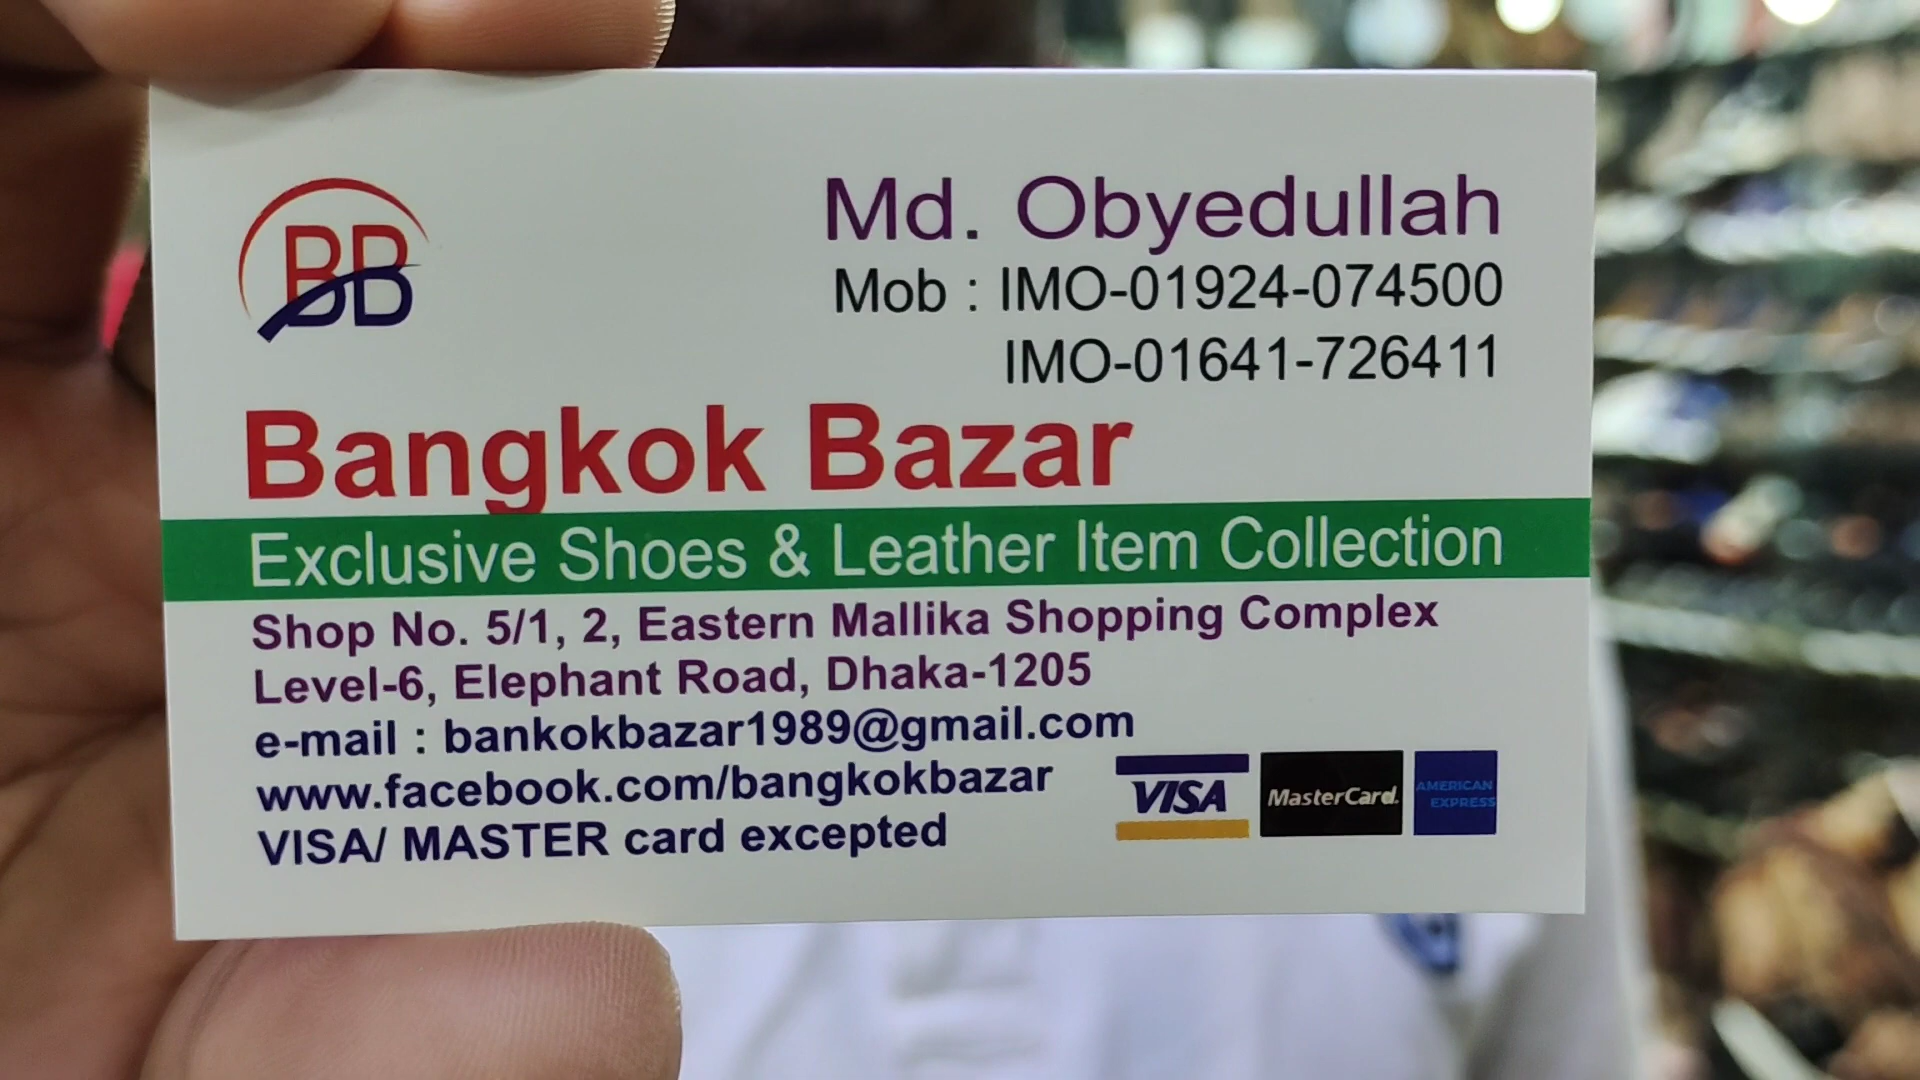 BB
Md. Obyedullah
Mob : IMO-01924-074500
IMO-01641-726411
Bangkok Bazar
Exclusive Shoes & Leather Item Collection
Shop No. 5/1, 2, Eastern Mallika Shopping Complex
Level-6, Elephant Road, Dhaka-1205
e-mail : bankokbazar1989@gmail.com
www.facebook.com/bangkokbazar
VISA/ MASTER card excepted
VISA
MasterCard.
AMERICAN
EXPRESS